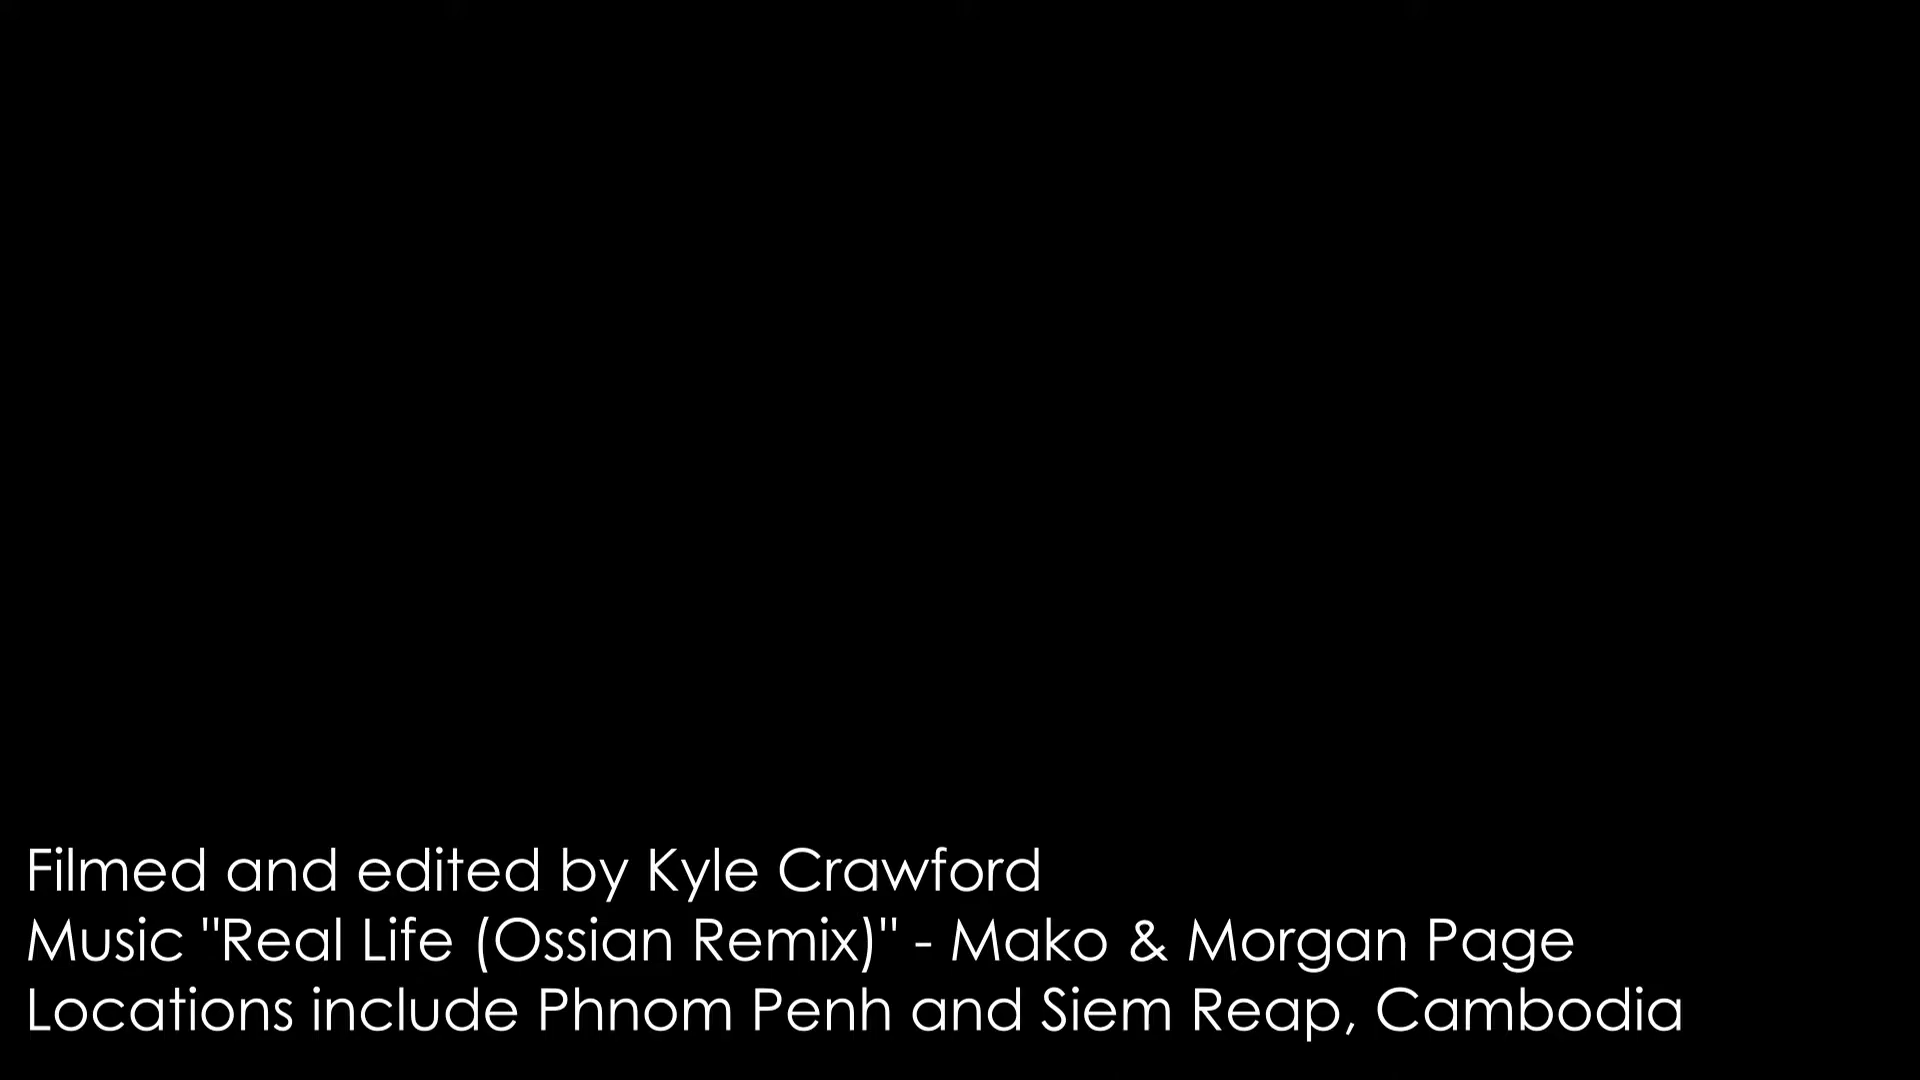 Filmed and edited by Kyle Crawford
Music "Real Life (Ossian Remix)" - Mako & Morgan Page
Locations include Phnom Penh and Siem Reap, Cambodia